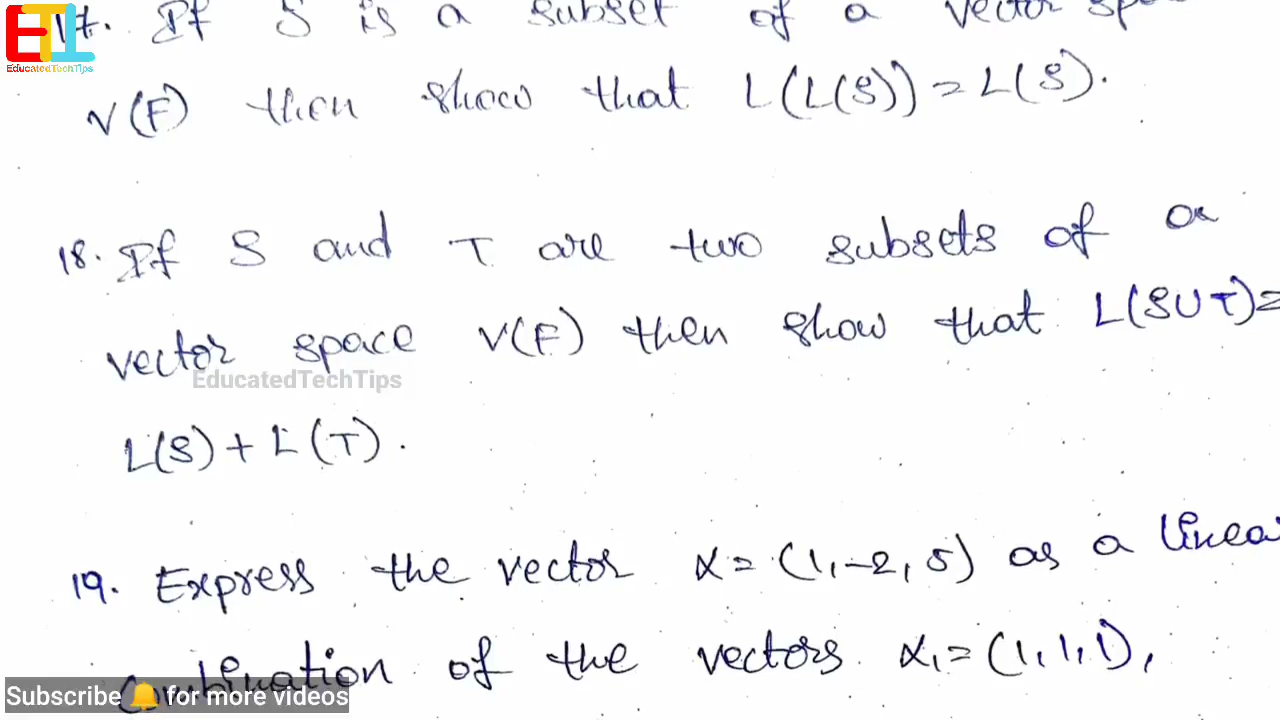 ETT
EducatedTechTips
17. If S is a subset of a vector
V(F) then show that L(L(S))=L(S).
18. If S and T are two subsets of a
vector space V(F) then show that L(SUT)=
EducatedTechTips
L(S)+L(T).
19. Express the vector α=(1,-2,5) as a linear
combination of the vectors α₁=(1,1,1),
Subscribe 🔔 for more videos